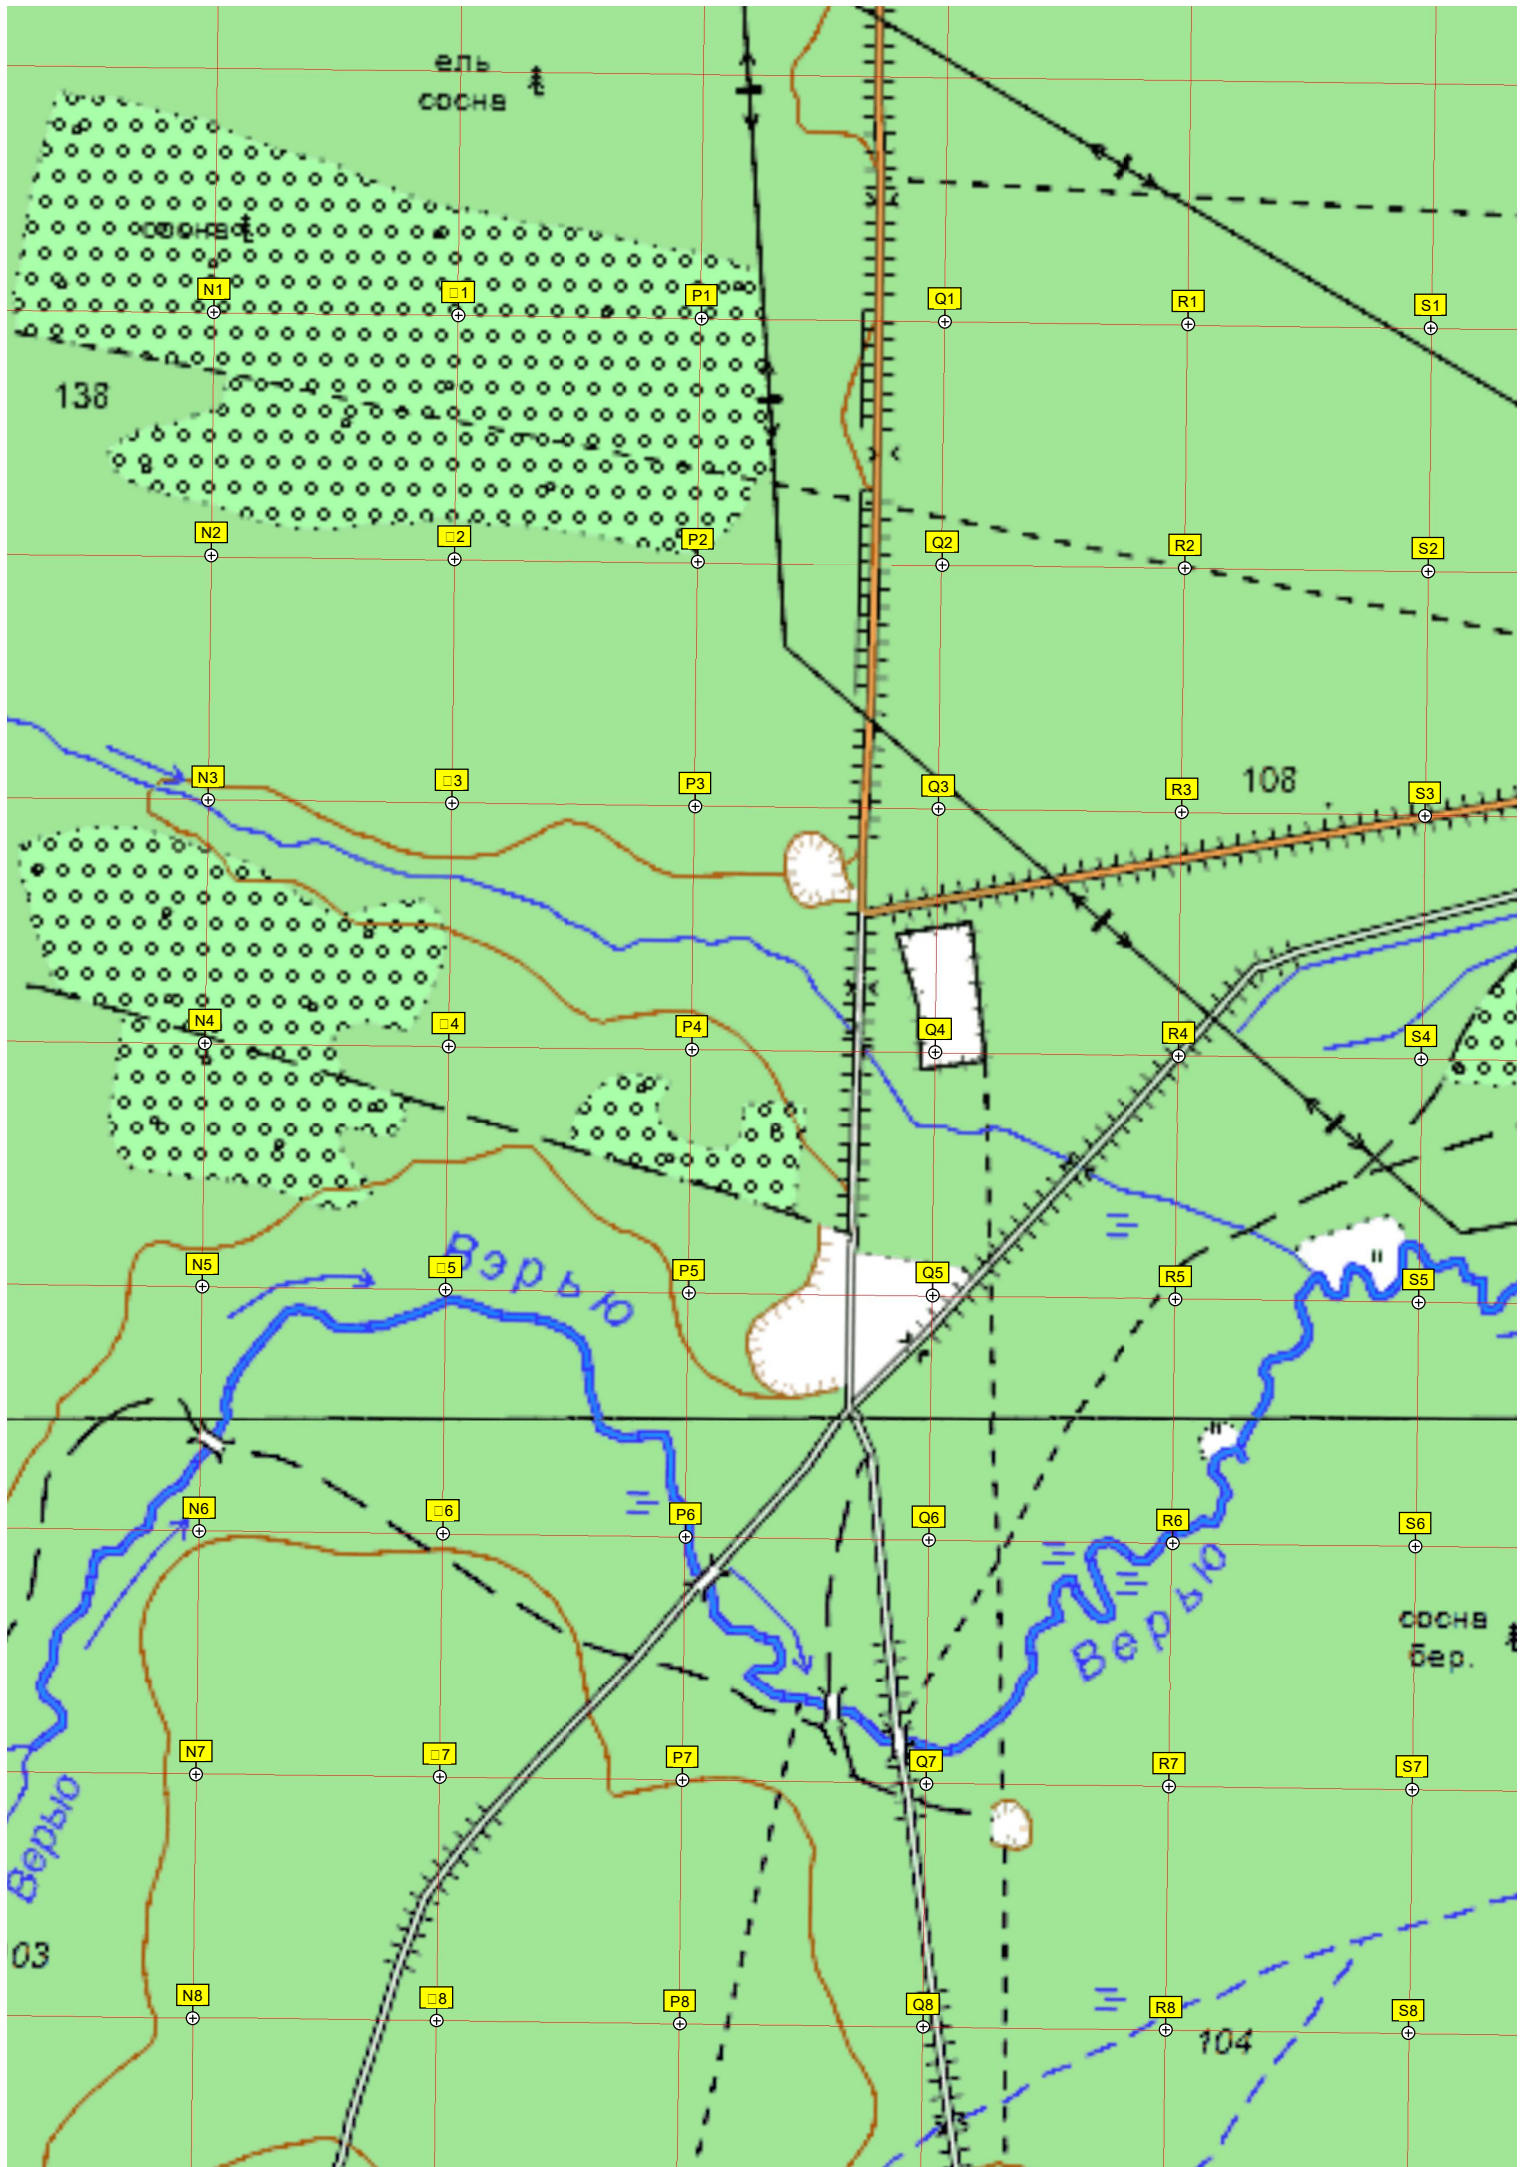 ель
сосна
сосна
N1
□1
P1
Q1
R1
S1
138
N2
□2
P2
Q2
R2
S2
N3
□3
P3
Q3
R3
108
S3
N4
□4
P4
Q4
R4
S4
Вэрью
N5
□5
P5
Q5
R5
S5
N6
□6
P6
Q6
R6
S6
Верью
сосна
бер.
N7
□7
P7
Q7
R7
S7
Верью
03
N8
□8
P8
Q8
R8
S8
104